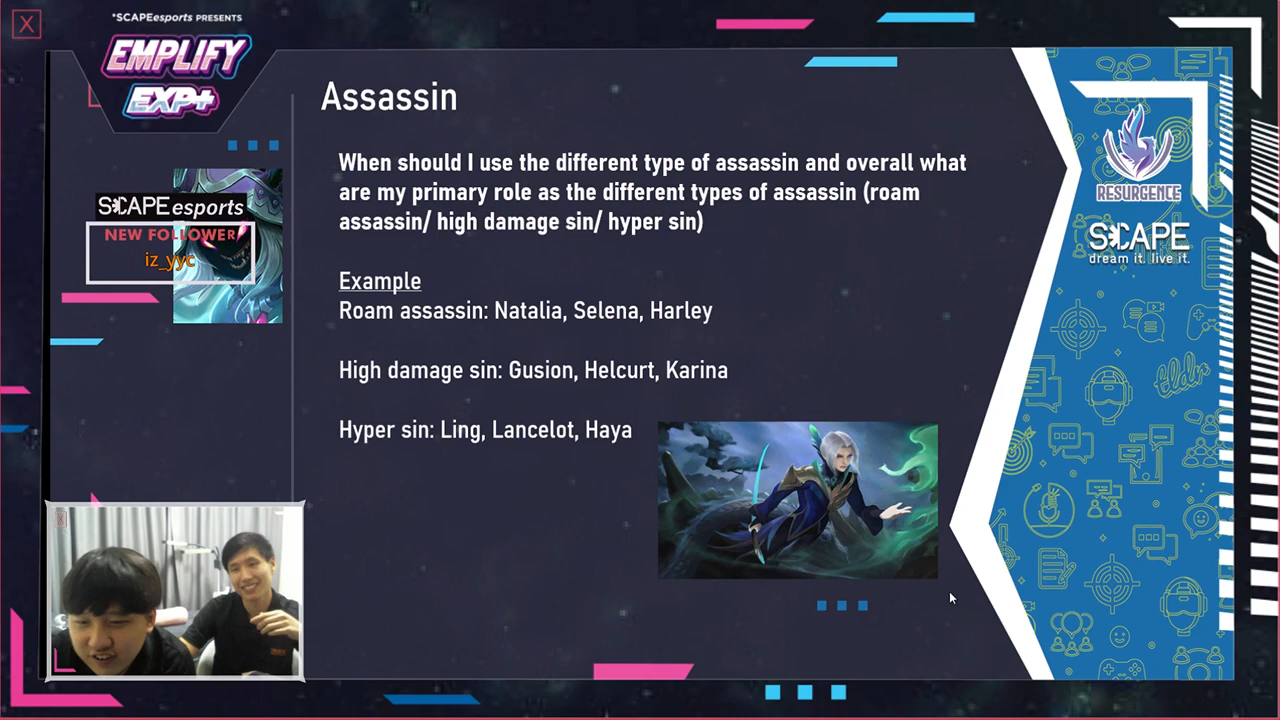 *SCAPEesports PRESENTS
EMPLIFY
EXP+
SCAPEesports
NEW FOLLOWER
iz_yyc
Assassin
When should I use the different type of assassin and overall what
are my primary role as the different types of assassin (roam
assassin/ high damage sin/ hyper sin)
Example
Roam assassin: Natalia, Selena, Harley
High damage sin: Gusion, Helcurt, Karina
Hyper sin: Ling, Lancelot, Haya
RESURGENCE
S*CAPE
dream it. live it.